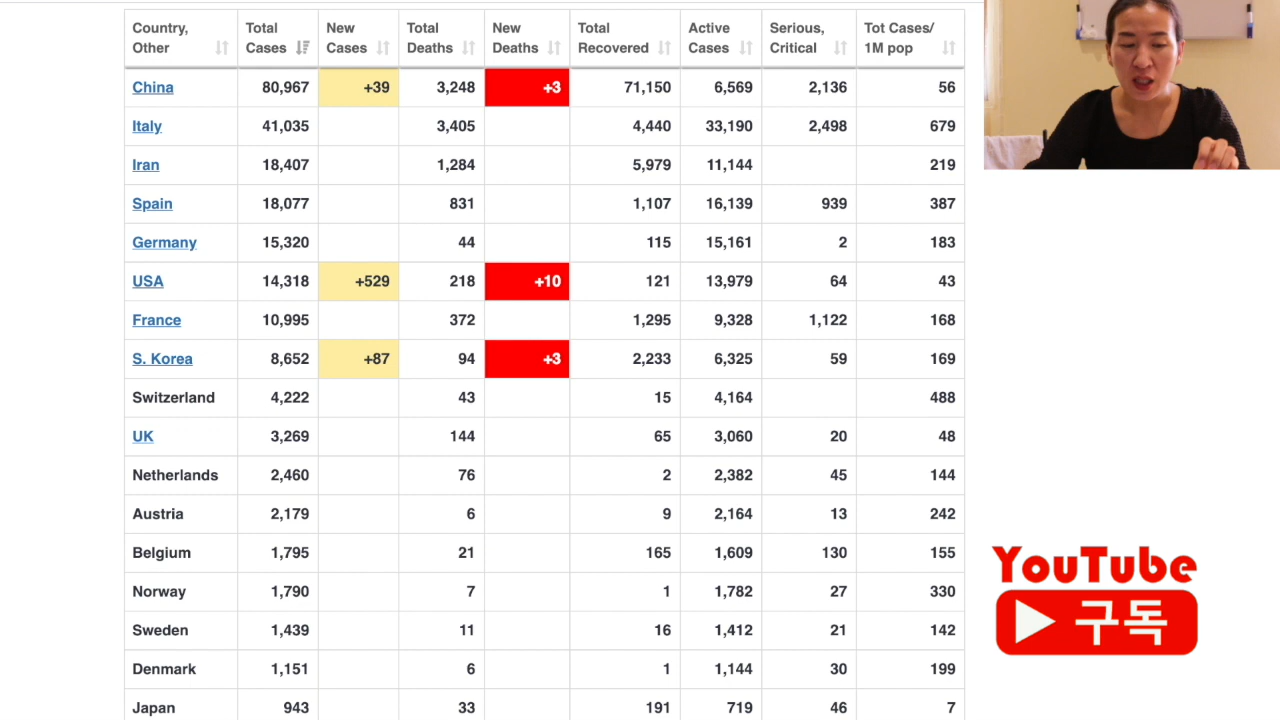 Country, Other Total Cases New Cases Total Deaths New Deaths Total Recovered Active Cases Serious, Critical Tot Cases/ 1M pop
China 80,967 +39 3,248 +3 71,150 6,569 2,136 56
Italy 41,035 3,405 4,440 33,190 2,498 679
Iran 18,407 1,284 5,979 11,144 219
Spain 18,077 831 1,107 16,139 939 387
Germany 15,320 44 115 15,161 2 183
USA 14,318 +529 218 +10 121 13,979 64 43
France 10,995 372 1,295 9,328 1,122 168
S. Korea 8,652 +87 94 +3 2,233 6,325 59 169
Switzerland 4,222 43 15 4,164 488
UK 3,269 144 65 3,060 20 48
Netherlands 2,460 76 2 2,382 45 144
Austria 2,179 6 9 2,164 13 242
Belgium 1,795 21 165 1,609 130 155
Norway 1,790 7 1 1,782 27 330
Sweden 1,439 11 16 1,412 21 142
Denmark 1,151 6 1 1,144 30 199
Japan 943 33 191 719 46 7
YouTube
구독